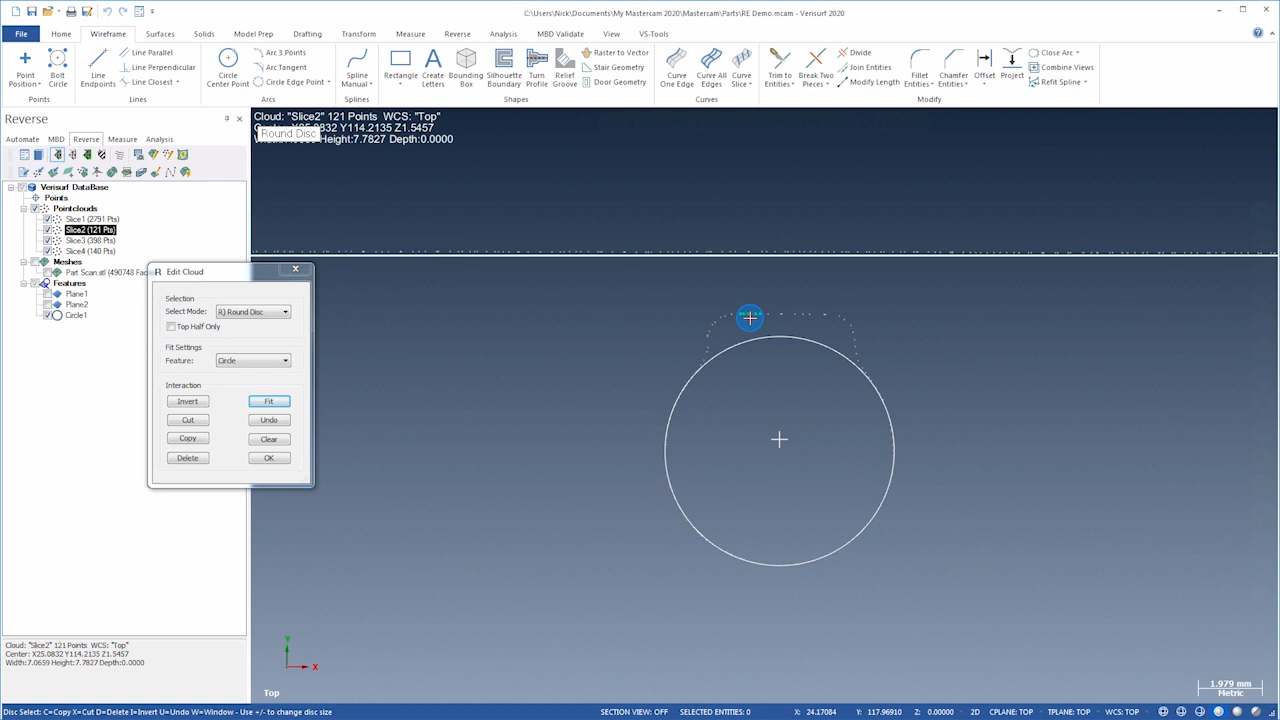 C:\Users\Nick\Documents\My Mastercam 2020\Mastercam\Parts\RE Demo.mcam - Verisurf 2020
File Home Wireframe Surfaces Solids Model Prep Drafting Transform Measure Reverse Analysis MBD Validate View VS-Tools
Point Position
Bolt Circle
Points
Line Endpoints
Line Parallel
Line Perpendicular
Line Closest
Lines
Circle Center Point
Arc 3 Points
Arc Tangent
Circle Edge Point
Arcs
Spline Manual
Splines
Rectangle
Create Letters
Bounding Box
Silhouette Boundary
Turn Profile
Relief Groove
Raster to Vector
Stair Geometry
Door Geometry
Shapes
Curve One Edge
Curve All Edges
Curve Slice
Curves
Trim to Entities
Break Two Pieces
Divide
Join Entities
Modify Length
Fillet Entities
Chamfer Entities
Offset
Project
Close Arc
Combine Views
Refit Spline
Modify
Reverse
Automate MBD Reverse Measure Analysis
Verisurf DataBase
Points
Pointclouds
Slice1 (2791 Pts)
Slice2 (121 Pts)
Slice3 (398 Pts)
Slice4 (140 Pts)
Meshes
Part Scan.stl (490748 Fac
Features
Plane1
Plane2
Circle1
Cloud: "Slice2" 121 Points WCS: "Top"
Center: X25.0832 Y114.2135 Z1.5457
Width:7.0659 Height:7.7827 Depth:0.0000
Round Disc
R Edit Cloud X
Selection
Select Mode: R) Round Disc
Top Half Only
Fit Settings
Feature: Circle
Interaction
Invert Fit
Cut Undo
Copy Clear
Delete OK
Cloud: "Slice2" 121 Points WCS: "Top"
Center: X25.0832 Y114.2135 Z1.5457
Width:7.0659 Height:7.7827 Depth:0.0000
Y
X
Top
1.979 mm
Metric
Disc Select: C=Copy X=Cut D=Delete I=Invert U=Undo W=Window - Use +/- to change disc size
SECTION VIEW: OFF SELECTED ENTITIES: 0 X: 24.17084 Y: 117.96910 Z: 0.00000 2D CPLANE: TOP TPLANE: TOP WCS: TOP